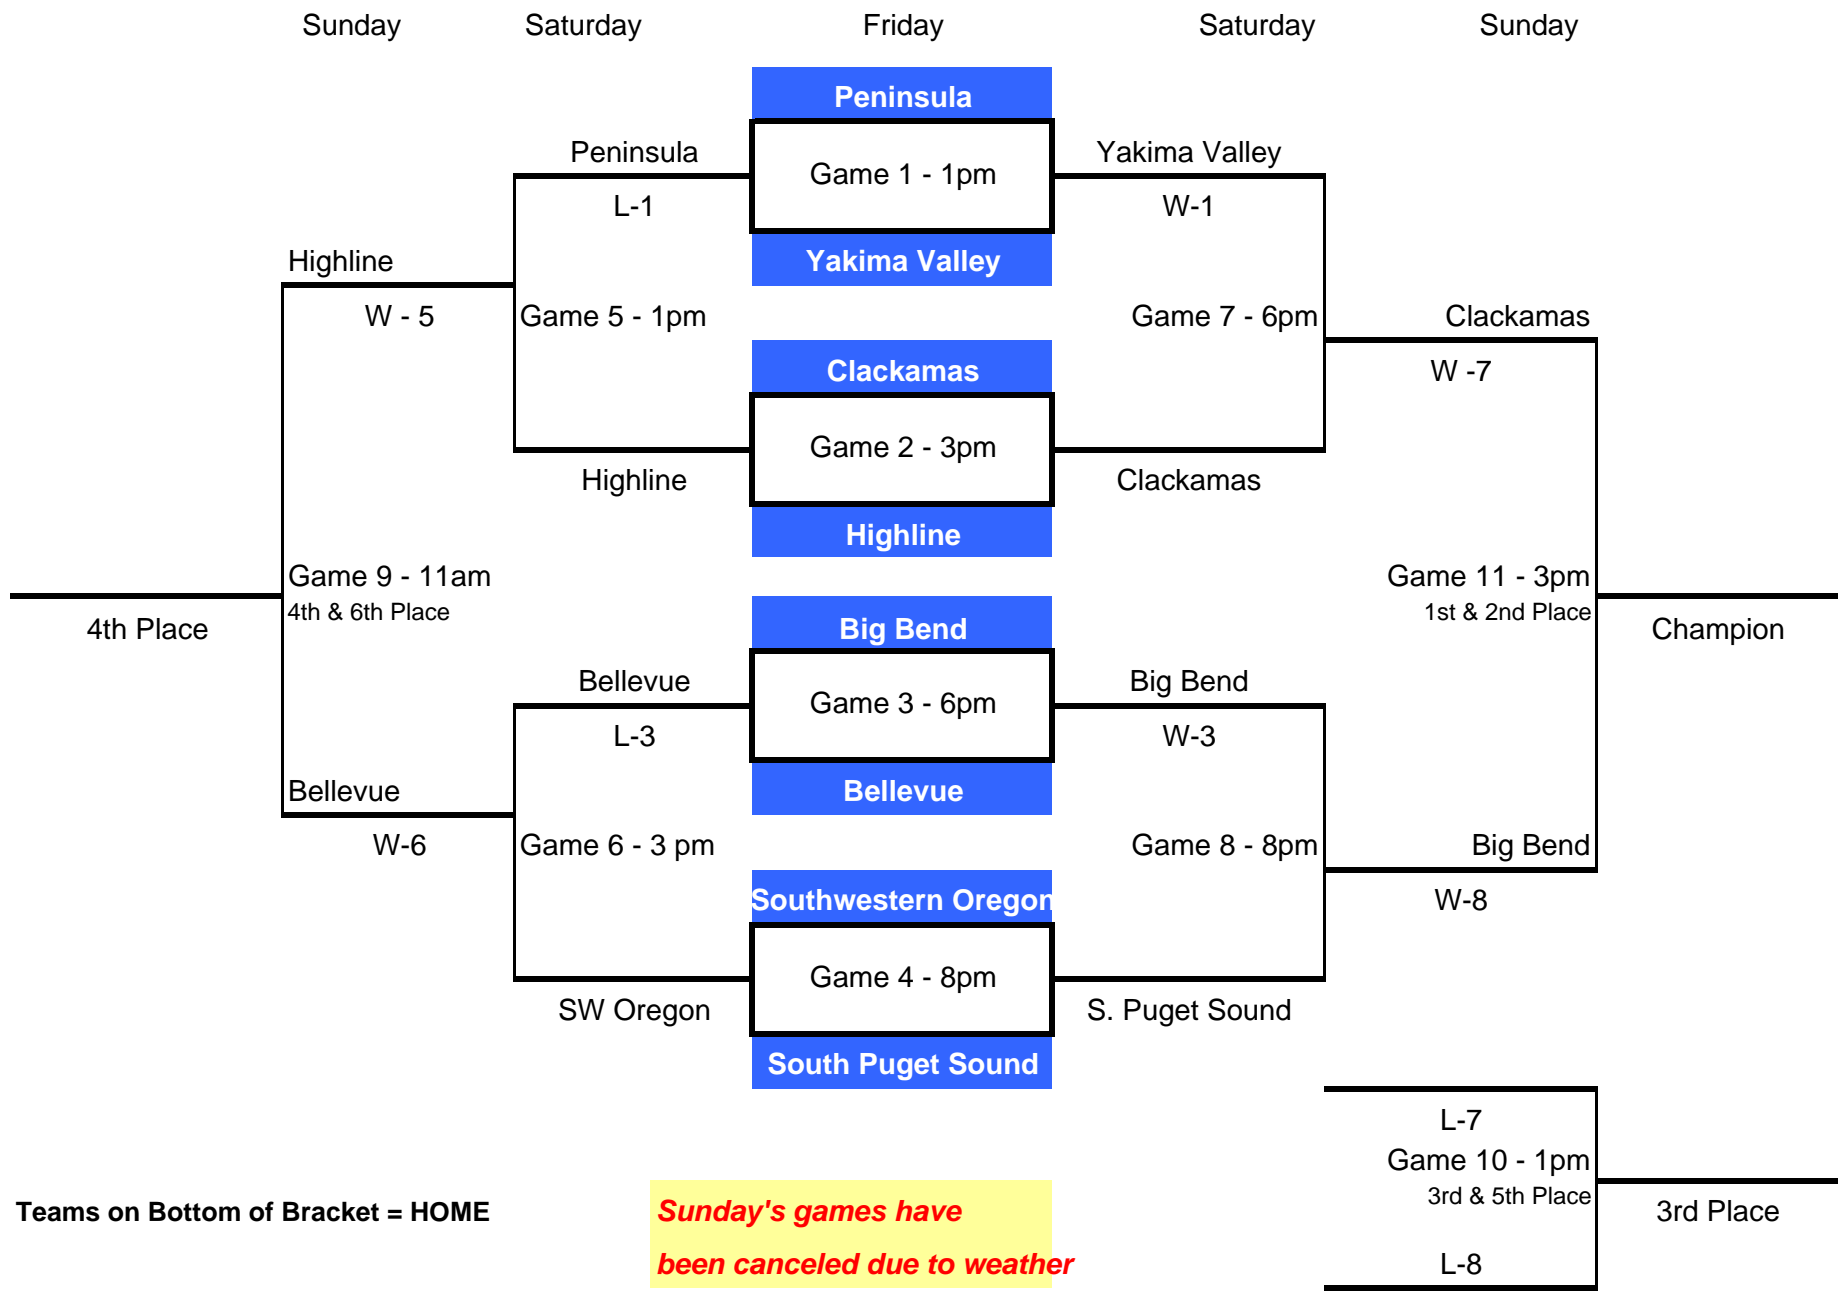 Sunday Saturday Friday Saturday Sunday
Peninsula
Peninsula Yakima Valley
Game 1 - 1pm
L-1 W-1
Highline Yakima Valley
W - 5 Game 5 - 1pm Game 7 - 6pm Clackamas
Clackamas W -7
Game 2 - 3pm
Highline Clackamas
Highline
Game 9 - 11am Game 11 - 3pm
4th & 6th Place 1st & 2nd Place
4th Place Big Bend Champion
Bellevue Big Bend
Game 3 - 6pm
L-3 W-3
Bellevue Bellevue
W-6 Game 6 - 3 pm Game 8 - 8pm Big Bend
Southwestern Oregon W-8
Game 4 - 8pm
SW Oregon S. Puget Sound
South Puget Sound
L-7
Game 10 - 1pm
3rd & 5th Place
Teams on Bottom of Bracket = HOME Sunday's games have 3rd Place
been canceled due to weather L-8